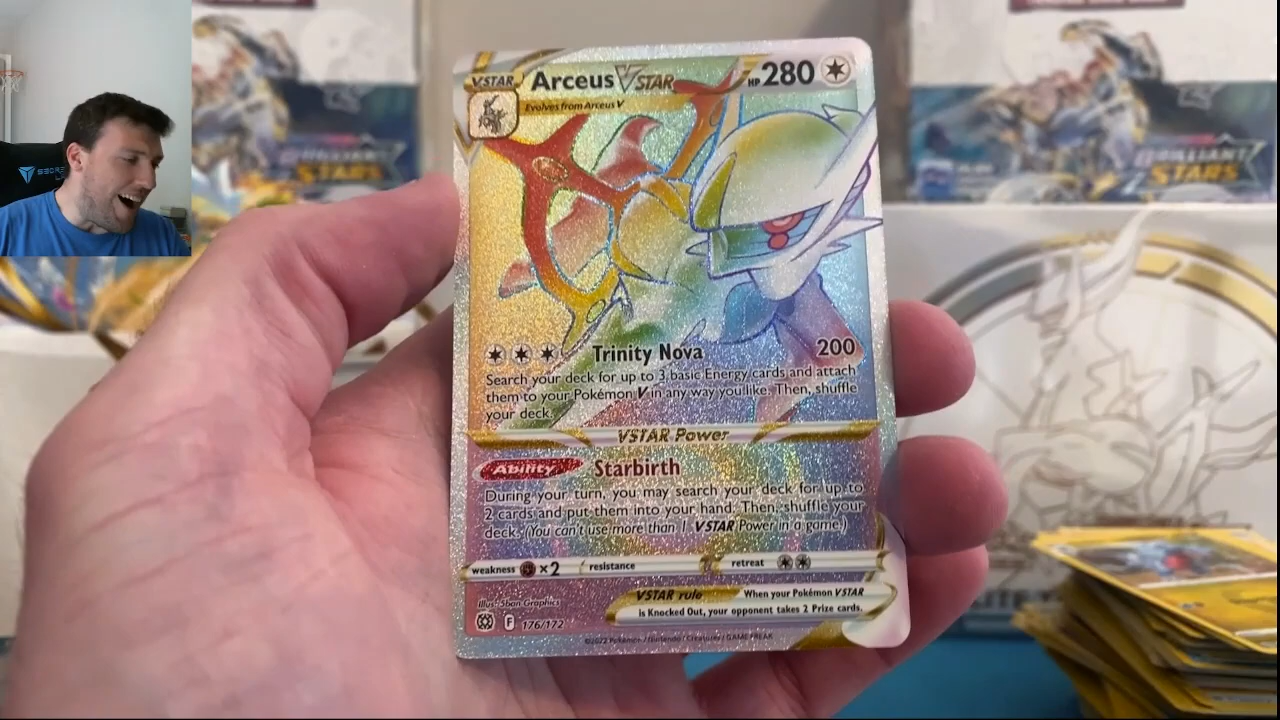 VSTAR Arceus VSTAR HP 280
Evolves from Arceus V
Trinity Nova 200
Search your deck for up to 3 basic Energy cards and attach
them to your Pokémon V in any way you like. Then, shuffle
your deck.
VSTAR Power
Ability Starbirth
During your turn, you may search your deck for up to
2 cards and put them into your hand. Then, shuffle your
deck. (You can't use more than 1 VSTAR Power in a game.)
weakness ×2 resistance retreat
VSTAR rule When your Pokémon VSTAR
is Knocked Out, your opponent takes 2 Prize cards.
Illus. 5ban Graphics
F 176/172
©2022 Pokémon / Nintendo / Creatures / GAME FREAK
BRILLIANT
STARS
BRILLIANT
STARS